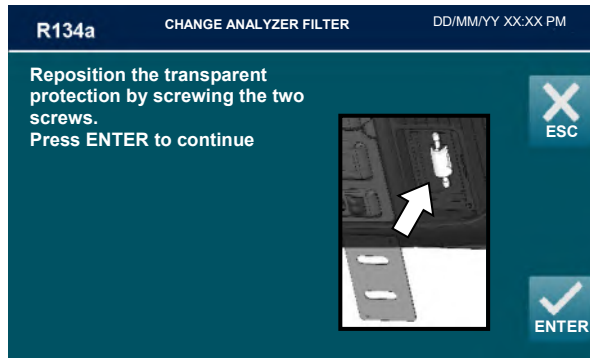 R134a
CHANGE ANALYZER FILTER
DD/MM/YY XX:XX PM
Reposition the transparent
protection by screwing the two
screws.
Press ENTER to continue
ESC
ENTER